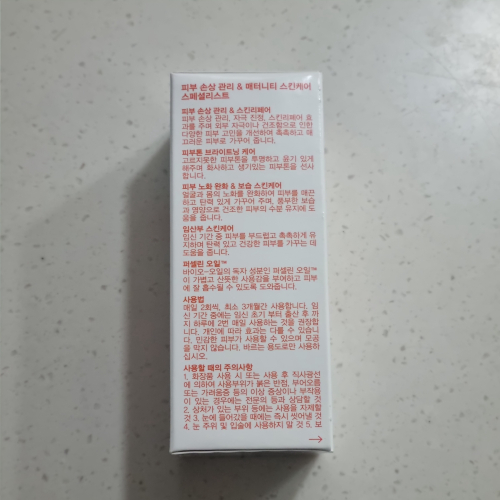 피부 손상 관리 & 매터니티 스킨케어
스페셜리스트
피부 손상 관리 & 스킨리페어
피부 손상 관리, 자극 진정, 스킨리페어 효
과를 주며 외부 자극이나 건조함으로 인한
다양한 피부 고민을 개선하여 촉촉하고 매
끄러운 피부로 가꾸어 줍니다.
피부톤 브라이트닝 케어
고르지못한 피부톤을 투명하고 윤기 있게
해주며 화사하고 생기있는 피부톤을 선사
합니다.
피부 노화 완화 & 보습 스킨케어
얼굴과 몸의 노화를 완화하여 피부를 매끈
하고 탄력 있게 가꾸어 주며, 풍부한 보습
과 영양으로 건조한 피부의 수분 유지에 도
움을 줍니다.
임산부 스킨케어
임신 기간 중 피부를 부드럽고 촉촉하게 유
지하며 탄력 있고 건강한 피부를 가꾸는 데
도움을 줍니다.
퍼셀린 오일™
바이오-오일의 독자 성분인 퍼셀린 오일™
이 가볍고 산뜻한 사용감을 부여하고 피부
에 잘 흡수될 수 있도록 도와줍니다.
사용법
매일 2회씩, 최소 3개월간 사용합니다. 임
신 기간 중에는 임신 초기 부터 출산 후 까
지 하루에 2번 매일 사용하는 것을 권장합
니다. 개인에 따라 효과는 다를 수 있습니
다. 민감한 피부가 사용할 수 있으며 모공
을 막지 않습니다. 바르는 용도로만 사용하
십시오.
사용할 때의 주의사항
1. 화장품 사용 시 또는 사용 후 직사광선
에 의하여 사용부위가 붉은 반점, 부어오름
또는 가려움증 등의 이상 증상이나 부작용
이 있는 경우에는 전문의 등과 상담할 것
2. 상처가 있는 부위 등에는 사용을 자제할
것 3. 눈에 들어갔을 때에는 즉시 씻어낼 것
4. 눈 주위 및 입술에 사용하지 말 것 5. 보